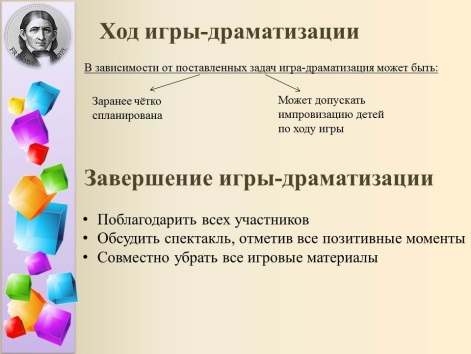 Ход игры-драматизации
В зависимости от поставленных задач игра-драматизация может быть:
Заранее чётко
спланирована
Может допускать
импровизацию детей
по ходу игры
Завершение игры-драматизации
• Поблагодарить всех участников
• Обсудить спектакль, отметив все позитивные моменты
• Совместно убрать все игровые материалы